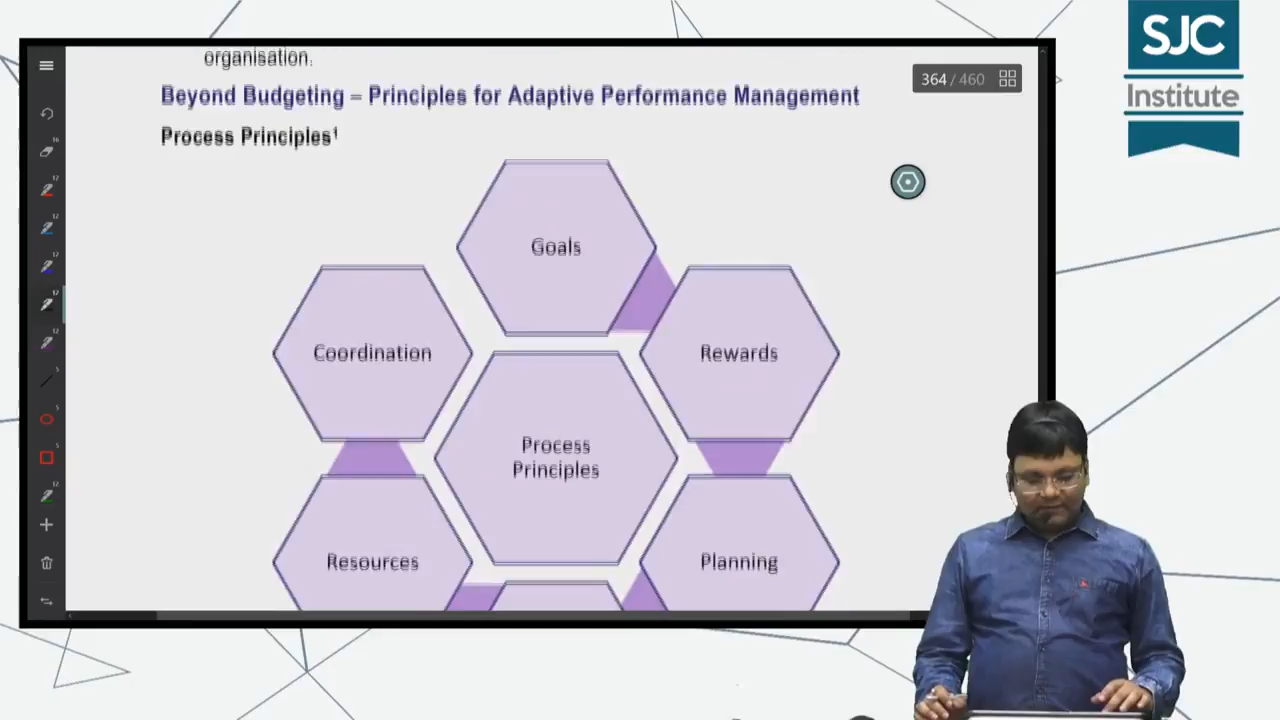 organisation.
Beyond Budgeting – Principles for Adaptive Performance Management
Process Principles¹
364 / 460
SJC
Institute
Goals
Coordination
Rewards
Process
Principles
Resources
Planning